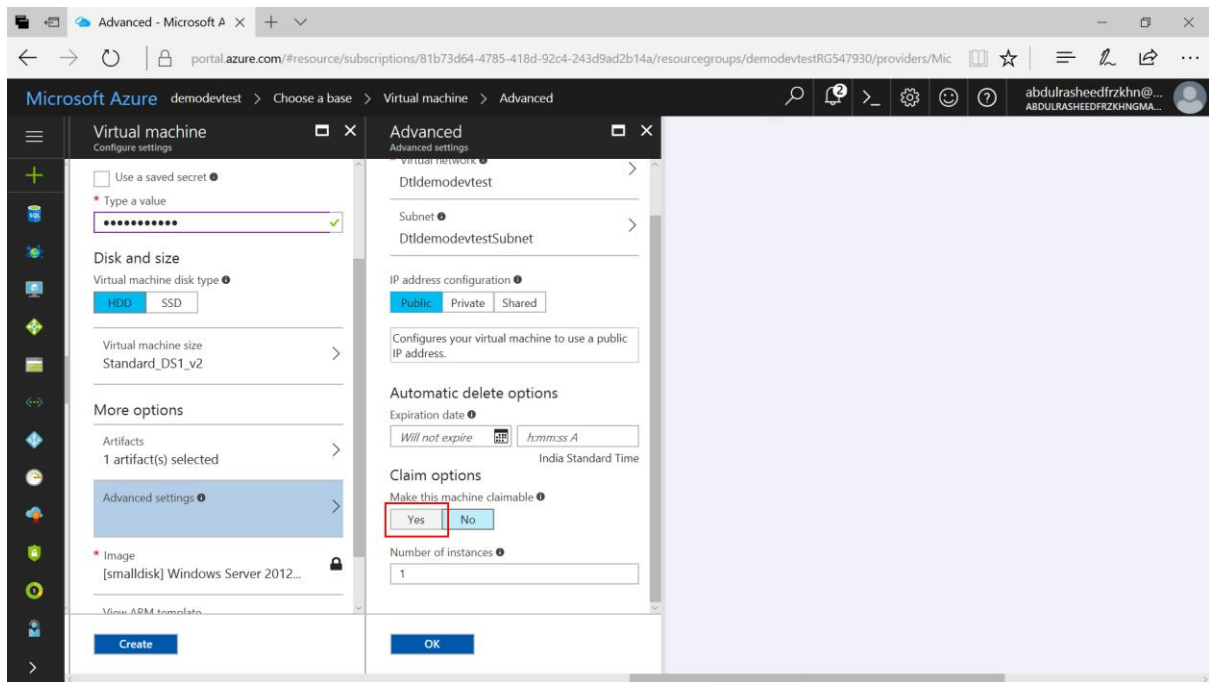 Advanced - Microsoft A
portal.azure.com/#resource/subscriptions/81b73d64-4785-418d-92c4-243d9ad2b14a/resourcegroups/demodevtestRG547930/providers/Mic
Microsoft Azure demodevtest > Choose a base > Virtual machine > Advanced
abdulrasheedfrzkhn@...
ABDULRASHEEDFRZKHNGMA...
Virtual machine
Configure settings
Use a saved secret
* Type a value
Disk and size
Virtual machine disk type
HDD SSD
Virtual machine size
Standard_DS1_v2
More options
Artifacts
1 artifact(s) selected
Advanced settings
* Image
[smalldisk] Windows Server 2012...
View ARM template
Create
Advanced
Advanced settings
* Virtual network
Dtldemodevtest
Subnet
DtldemodevtestSubnet
IP address configuration
Public Private Shared
Configures your virtual machine to use a public
IP address.
Automatic delete options
Expiration date
Will not expire h:mm:ss A
India Standard Time
Claim options
Make this machine claimable
Yes No
Number of instances
1
OK